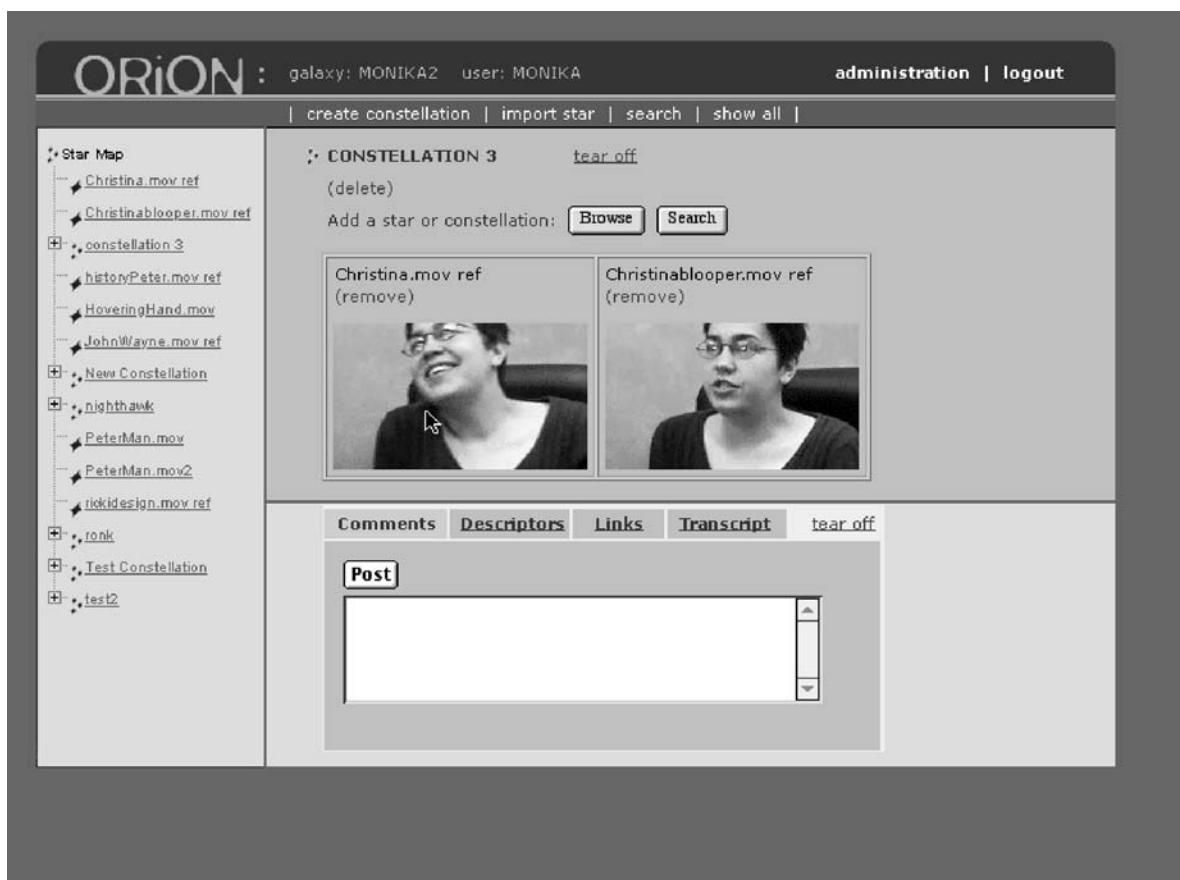 ORiON : galaxy: MONIKA2 user: MONIKA administration | logout
| create constellation | import star | search | show all |
Star Map
Christina.mov ref
Christinablooper.mov ref
constellation 3
historyPeter.mov ref
HoveringHand.mov
JohnWayne.mov ref
New Constellation
nighthawk
PeterMan.mov
PeterMan.mov2
rickidesign.mov ref
ronk
Test Constellation
test2
CONSTELLATION 3 tear off
(delete)
Add a star or constellation: Browse Search
Christina.mov ref
(remove)
Christinablooper.mov ref
(remove)
Comments Descriptors Links Transcript tear off
Post